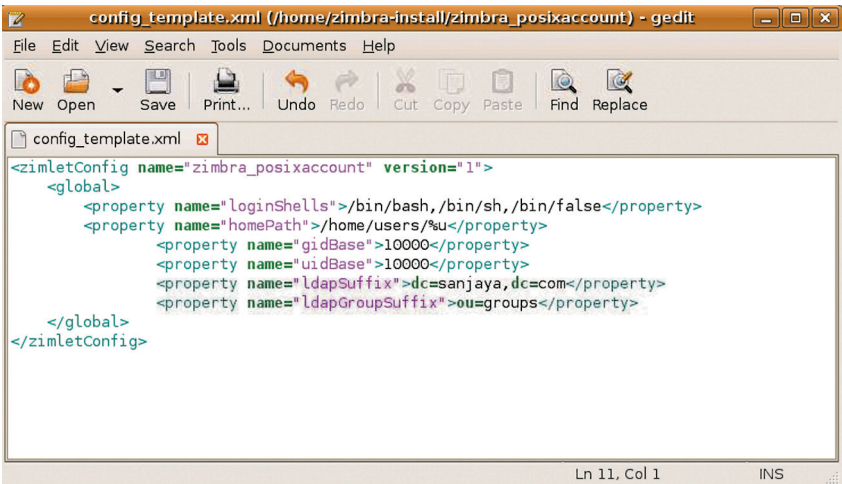 config_template.xml (/home/zimbra-install/zimbra_posixaccount) - gedit
File Edit View Search Tools Documents Help
New Open Save Print... Undo Redo Cut Copy Paste Find Replace
config_template.xml
<zimletConfig name="zimbra_posixaccount" version="1">
<global>
<property name="loginShells">/bin/bash,/bin/sh,/bin/false</property>
<property name="homePath">/home/users/%u</property>
<property name="gidBase">10000</property>
<property name="uidBase">10000</property>
<property name="ldapSuffix">dc=sanjaya,dc=com</property>
<property name="ldapGroupSuffix">ou=groups</property>
</global>
</zimletConfig>
Ln 11, Col 1 INS